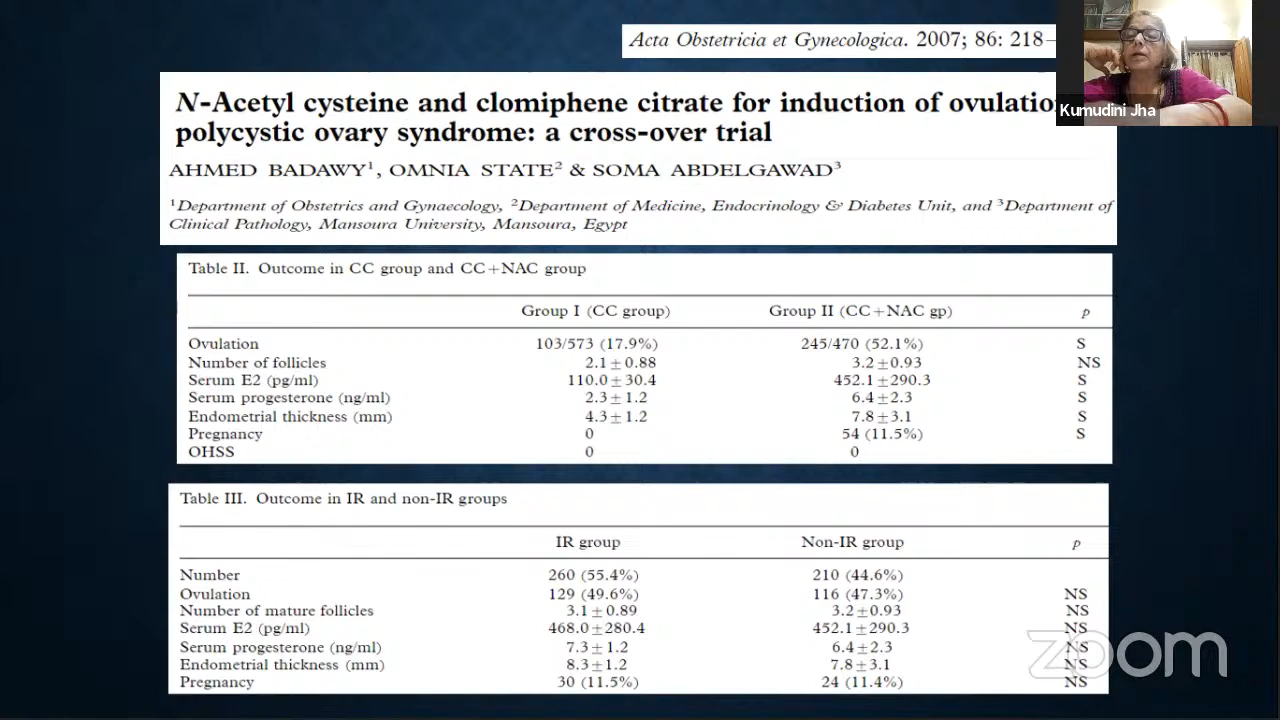 Acta Obstetricia et Gynecologica. 2007; 86: 218–
Kumudini Jha
N-Acetyl cysteine and clomiphene citrate for induction of
polycystic ovary syndrome: a cross-over trial
AHMED BADAWY¹, OMNIA STATE² & SOMA ABDELGAWAD³
¹Department of Obstetrics and Gynaecology, ²Department of Medicine, Endocrinology & Diabetes Unit, and ³Department of
Clinical Pathology, Mansoura University, Mansoura, Egypt
Table II. Outcome in CC group and CC+NAC group
Group I (CC group) Group II (CC+NAC gp) p
Ovulation 103/573 (17.9%) 245/470 (52.1%) S
Number of follicles 2.1±0.88 3.2±0.93 NS
Serum E2 (pg/ml) 110.0±30.4 452.1±290.3 S
Serum progesterone (ng/ml) 2.3±1.2 6.4±2.3 S
Endometrial thickness (mm) 4.3±1.2 7.8±3.1 S
Pregnancy 0 54 (11.5%) S
OHSS 0 0
Table III. Outcome in IR and non-IR groups
IR group Non-IR group p
Number 260 (55.4%) 210 (44.6%)
Ovulation 129 (49.6%) 116 (47.3%) NS
Number of mature follicles 3.1±0.89 3.2±0.93 NS
Serum E2 (pg/ml) 468.0±280.4 452.1±290.3 NS
Serum progesterone (ng/ml) 7.3±1.2 6.4±2.3 NS
Endometrial thickness (mm) 8.3±1.2 7.8±3.1 NS
Pregnancy 30 (11.5%) 24 (11.4%) NS
zoom